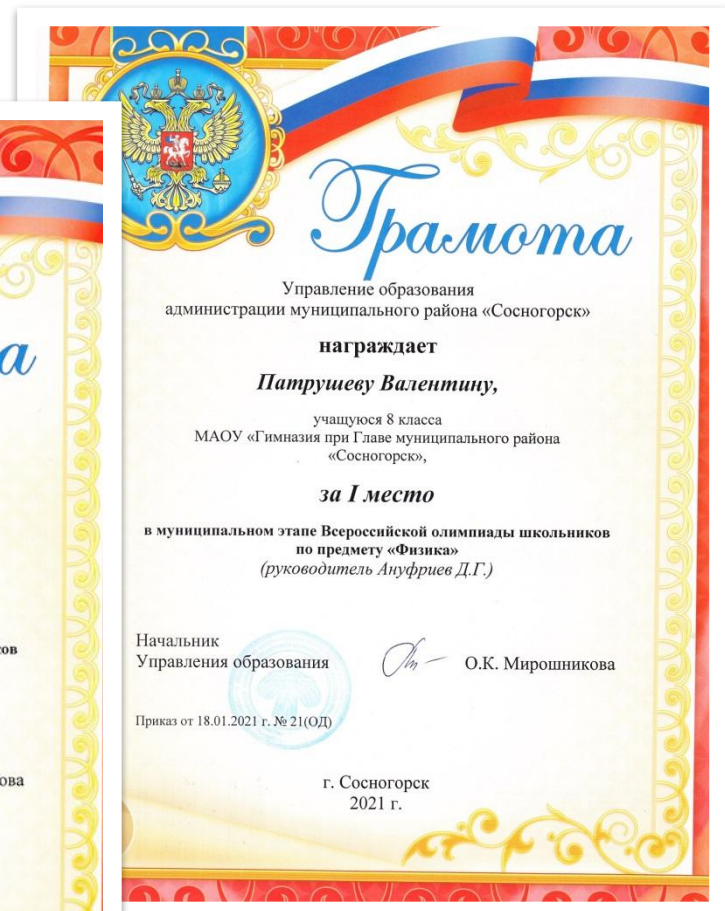 Грамота
Управление образования
администрации муниципального района «Сосногорск»
награждает
Патрушеву Валентину,
учащуюся 8 класса
МАОУ «Гимназия при Главе муниципального района
«Сосногорск»,
за I место
в муниципальном этапе Всероссийской олимпиады школьников
по предмету «Физика»
(руководитель Ануфриев Д.Г.)
Начальник
Управления образования О.К. Мирошникова
Приказ от 18.01.2021 г. № 21(ОД)
г. Сосногорск
2021 г.
а
ов
ова